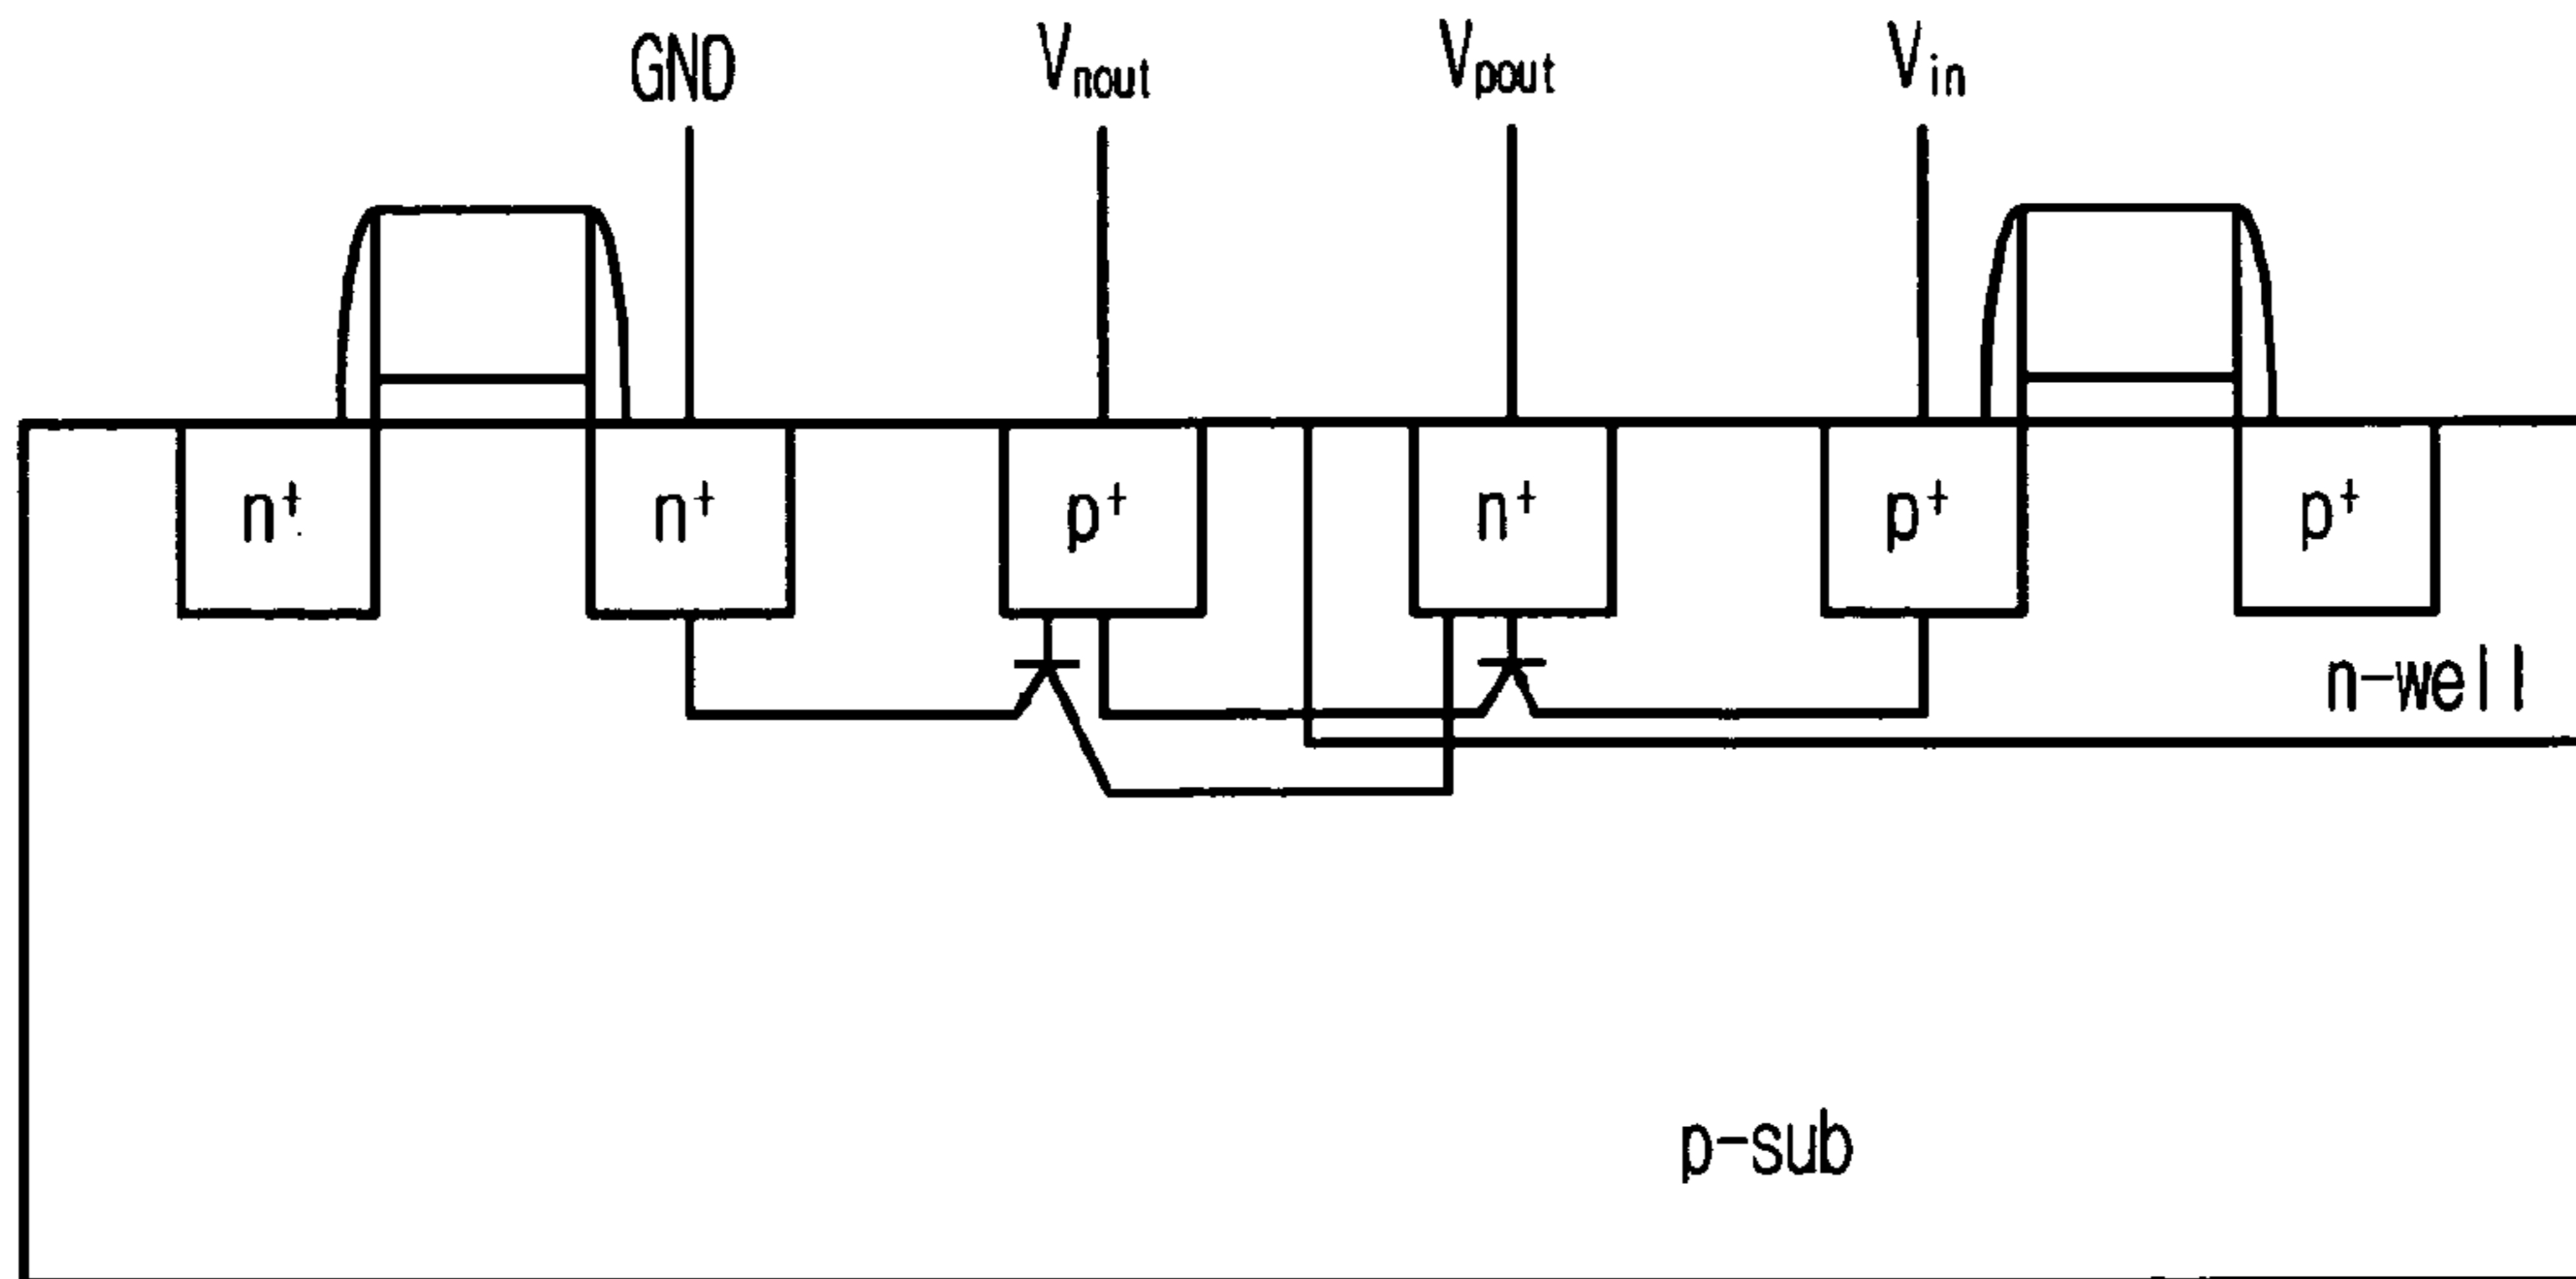 GND Vnout Vpout Vin
n+ n+ p+ n+ p+ p+
n-well
p-sub